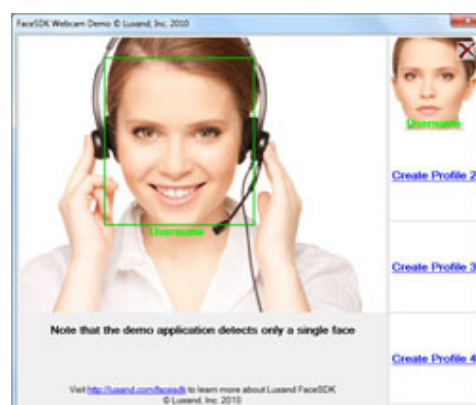 FaceSDK Webcam Demo © Luxand, Inc. 2010
Username
Username
Create Profile 2
Create Profile 3
Create Profile 4
Note that the demo application detects only a single face
Visit http://luxand.com/facesdk to learn more about Luxand FaceSDK
© Luxand, Inc. 2010